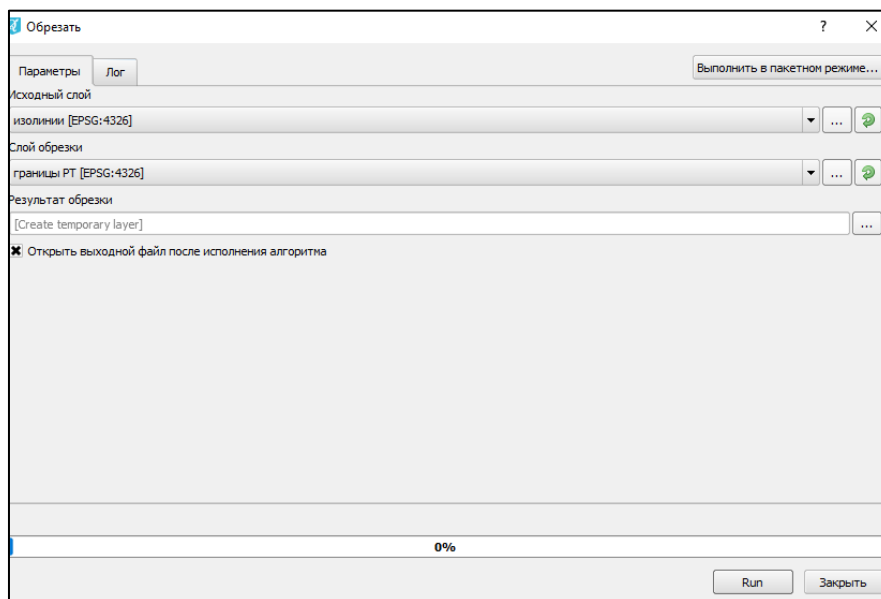 Обрезать ?
Параметры Лог Выполнить в пакетном режиме...
Исходный слой
изолинии [EPSG:4326] ...
Слой обрезки
границы РТ [EPSG:4326] ...
Результат обрезки
[Create temporary layer] ...
Открыть выходной файл после исполнения алгоритма
0%
Run Закрыть